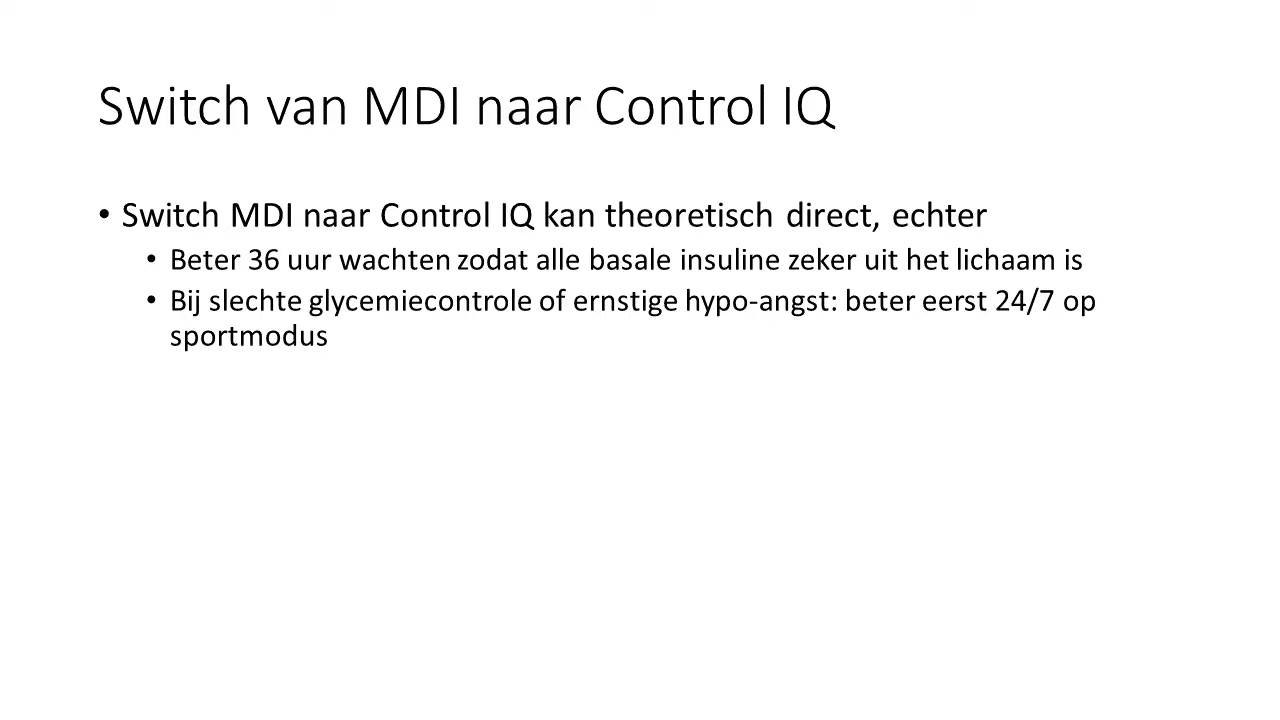 Switch van MDI naar Control IQ
• Switch MDI naar Control IQ kan theoretisch direct, echter
• Beter 36 uur wachten zodat alle basale insuline zeker uit het lichaam is
• Bij slechte glycemiecontrole of ernstige hypo-angst: beter eerst 24/7 op
sportmodus